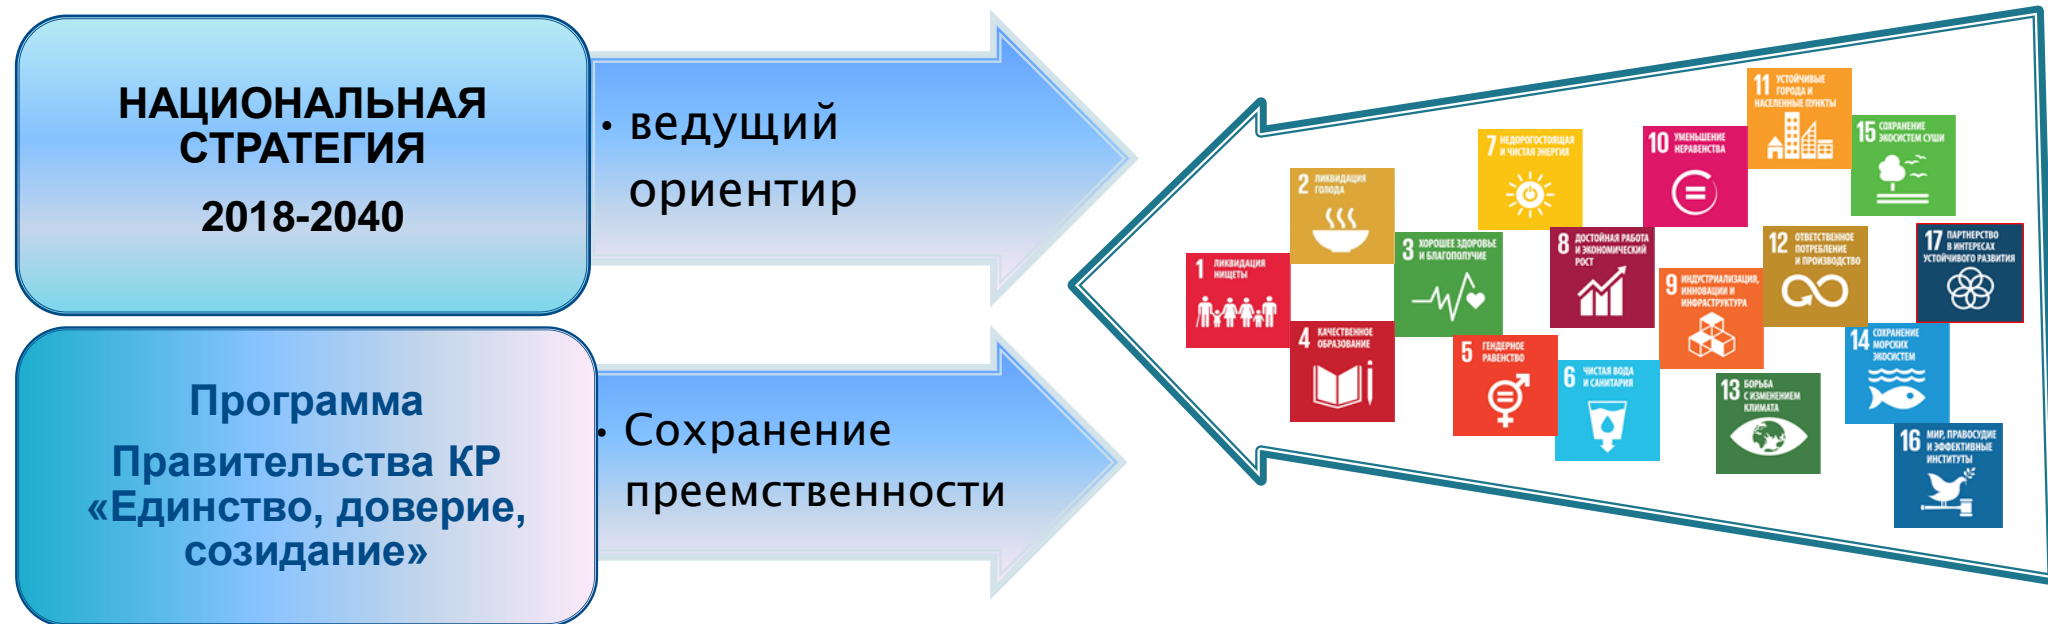 НАЦИОНАЛЬНАЯ
СТРАТЕГИЯ
2018-2040
• ведущий
ориентир
Программа
Правительства КР
«Единство, доверие,
созидание»
• Сохранение
преемственности
1 ЛИКВИДАЦИЯ
НИЩЕТЫ
2 ЛИКВИДАЦИЯ
ГОЛОДА
3 ХОРОШЕЕ ЗДОРОВЬЕ
И БЛАГОПОЛУЧИЕ
4 КАЧЕСТВЕННОЕ
ОБРАЗОВАНИЕ
5 ГЕНДЕРНОЕ
РАВЕНСТВО
6 ЧИСТАЯ ВОДА
И САНИТАРИЯ
7 НЕДОРОГОСТОЯЩАЯ
И ЧИСТАЯ ЭНЕРГИЯ
8 ДОСТОЙНАЯ РАБОТА
И ЭКОНОМИЧЕСКИЙ
РОСТ
9 ИНДУСТРИАЛИЗАЦИЯ,
ИННОВАЦИИ И
ИНФРАСТРУКТУРА
10 УМЕНЬШЕНИЕ
НЕРАВЕНСТВА
11 УСТОЙЧИВЫЕ
ГОРОДА И
НАСЕЛЕННЫЕ ПУНКТЫ
12 ОТВЕТСТВЕННОЕ
ПОТРЕБЛЕНИЕ
И ПРОИЗВОДСТВО
13 БОРЬБА
С ИЗМЕНЕНИЕМ
КЛИМАТА
14 СОХРАНЕНИЕ
МОРСКИХ
ЭКОСИСТЕМ
15 СОХРАНЕНИЕ
ЭКОСИСТЕМ СУШИ
16 МИР, ПРАВОСУДИЕ
И ЭФФЕКТИВНЫЕ
ИНСТИТУТЫ
17 ПАРТНЕРСТВО
В ИНТЕРЕСАХ
УСТОЙЧИВОГО РАЗВИТИЯ